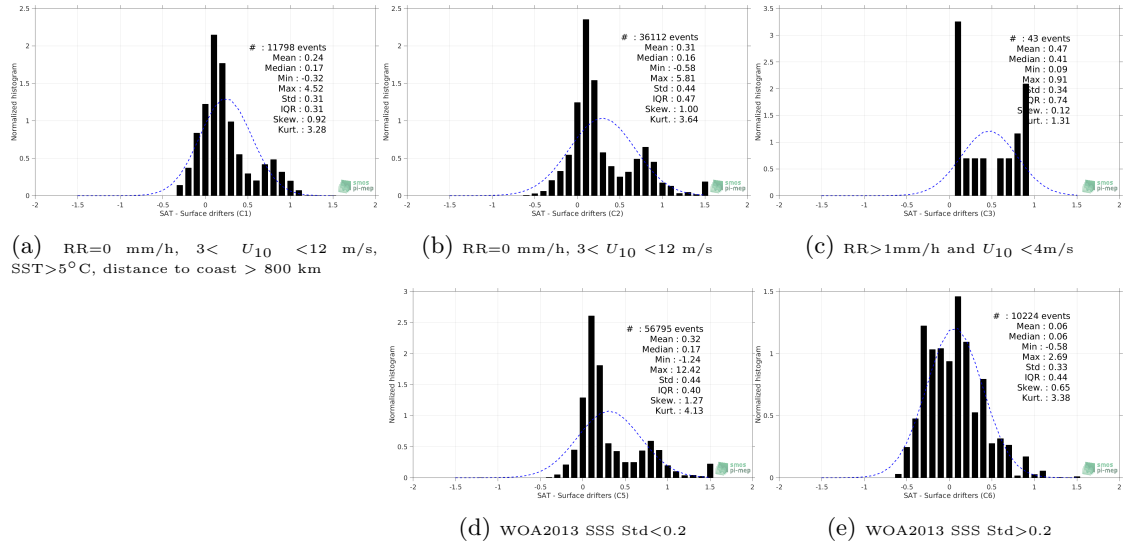 2.5
2
1.5
1
0.5
0
-2 -1.5 -1 -0.5 0 0.5 1 1.5 2
Normalized histogram
SAT - Surface drifters (C1)
# : 11798 events
Mean : 0.24
Median : 0.17
Min : -0.32
Max : 4.52
Std : 0.31
IQR : 0.31
Skew. : 0.92
Kurt. : 3.28
smos
pi-mep
(a) RR=0 mm/h, 3< U10 <12 m/s,
SST>5°C, distance to coast > 800 km
2.5
2
1.5
1
0.5
0
-2 -1.5 -1 -0.5 0 0.5 1 1.5 2
Normalized histogram
SAT - Surface drifters (C2)
# : 36112 events
Mean : 0.31
Median : 0.16
Min : -0.58
Max : 5.81
Std : 0.44
IQR : 0.47
Skew. : 1.00
Kurt. : 3.64
smos
pi-mep
(b) RR=0 mm/h, 3< U10 <12 m/s
3.5
3
2.5
2
1.5
1
0.5
0
-2 -1.5 -1 -0.5 0 0.5 1 1.5 2
Normalized histogram
SAT - Surface drifters (C3)
# : 43 events
Mean : 0.47
Median : 0.41
Min : 0.09
Max : 0.91
Std : 0.34
IQR : 0.74
Skew. : 0.12
Kurt. : 1.31
smos
pi-mep
(c) RR>1mm/h and U10 <4m/s
3
2.5
2
1.5
1
0.5
0
-2 -1.5 -1 -0.5 0 0.5 1 1.5 2
Normalized histogram
SAT - Surface drifters (C5)
# : 56795 events
Mean : 0.32
Median : 0.17
Min : -1.24
Max : 12.42
Std : 0.44
IQR : 0.40
Skew. : 1.27
Kurt. : 4.13
smos
pi-mep
(d) WOA2013 SSS Std<0.2
1.5
1
0.5
0
-2 -1.5 -1 -0.5 0 0.5 1 1.5 2
Normalized histogram
SAT - Surface drifters (C6)
# : 10224 events
Mean : 0.06
Median : 0.06
Min : -0.58
Max : 2.69
Std : 0.33
IQR : 0.44
Skew. : 0.65
Kurt. : 3.38
smos
pi-mep
(e) WOA2013 SSS Std>0.2